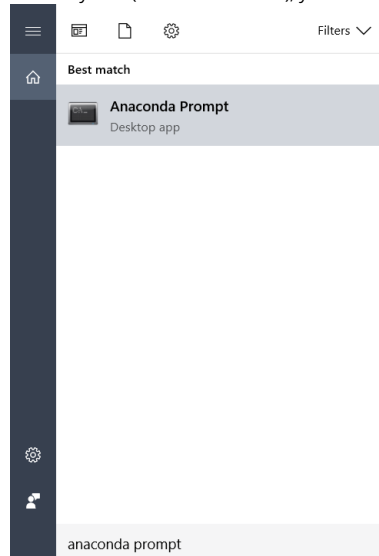 Filters
Best match
Anaconda Prompt
Desktop app
anaconda prompt